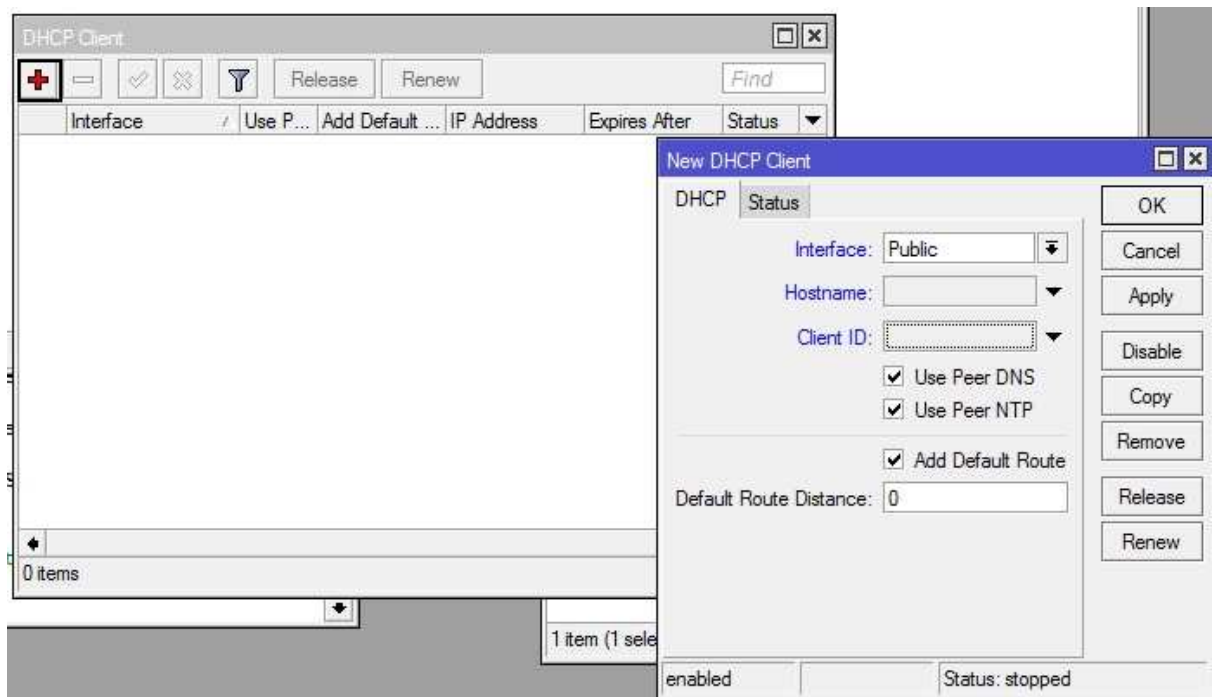 DHCP Client
Release Renew Find
Interface Use P... Add Default ... IP Address Expires After Status
0 items
1 item (1 sele
New DHCP Client
DHCP Status
Interface: Public
Hostname:
Client ID:
Use Peer DNS
Use Peer NTP
Add Default Route
Default Route Distance: 0
OK
Cancel
Apply
Disable
Copy
Remove
Release
Renew
enabled Status: stopped